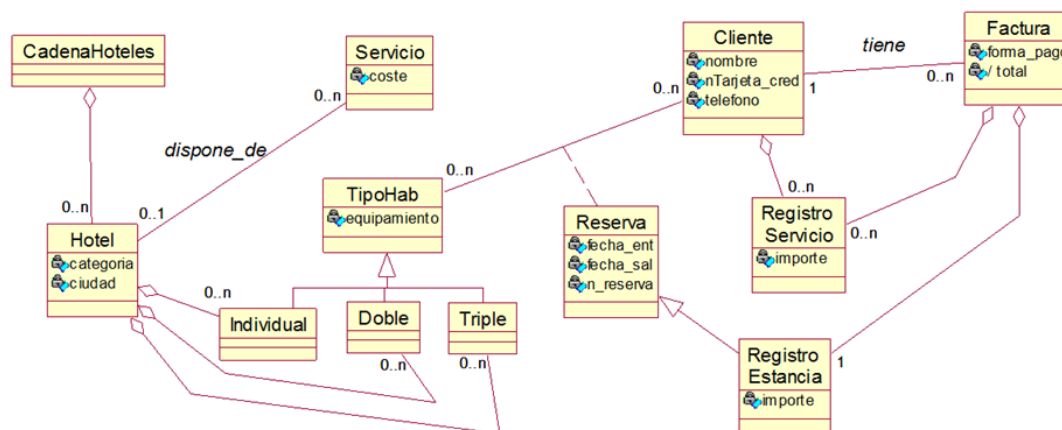 CadenaHoteles
0..n
Servicio
coste
0..n
dispone_de
0..1
Hotel
categoria
ciudad
0..n
TipoHab
equipamiento
0..n
Individual
Doble
0..n
Triple
0..n
Cliente
nombre
nTarjeta_cred
telefono
0..n
1
tiene
0..n
Factura
forma_pago
/ total
Reserva
fecha_ent
fecha_sal
n_reserva
0..n
Registro
Servicio
importe
0..n
Registro
Estancia
importe
1